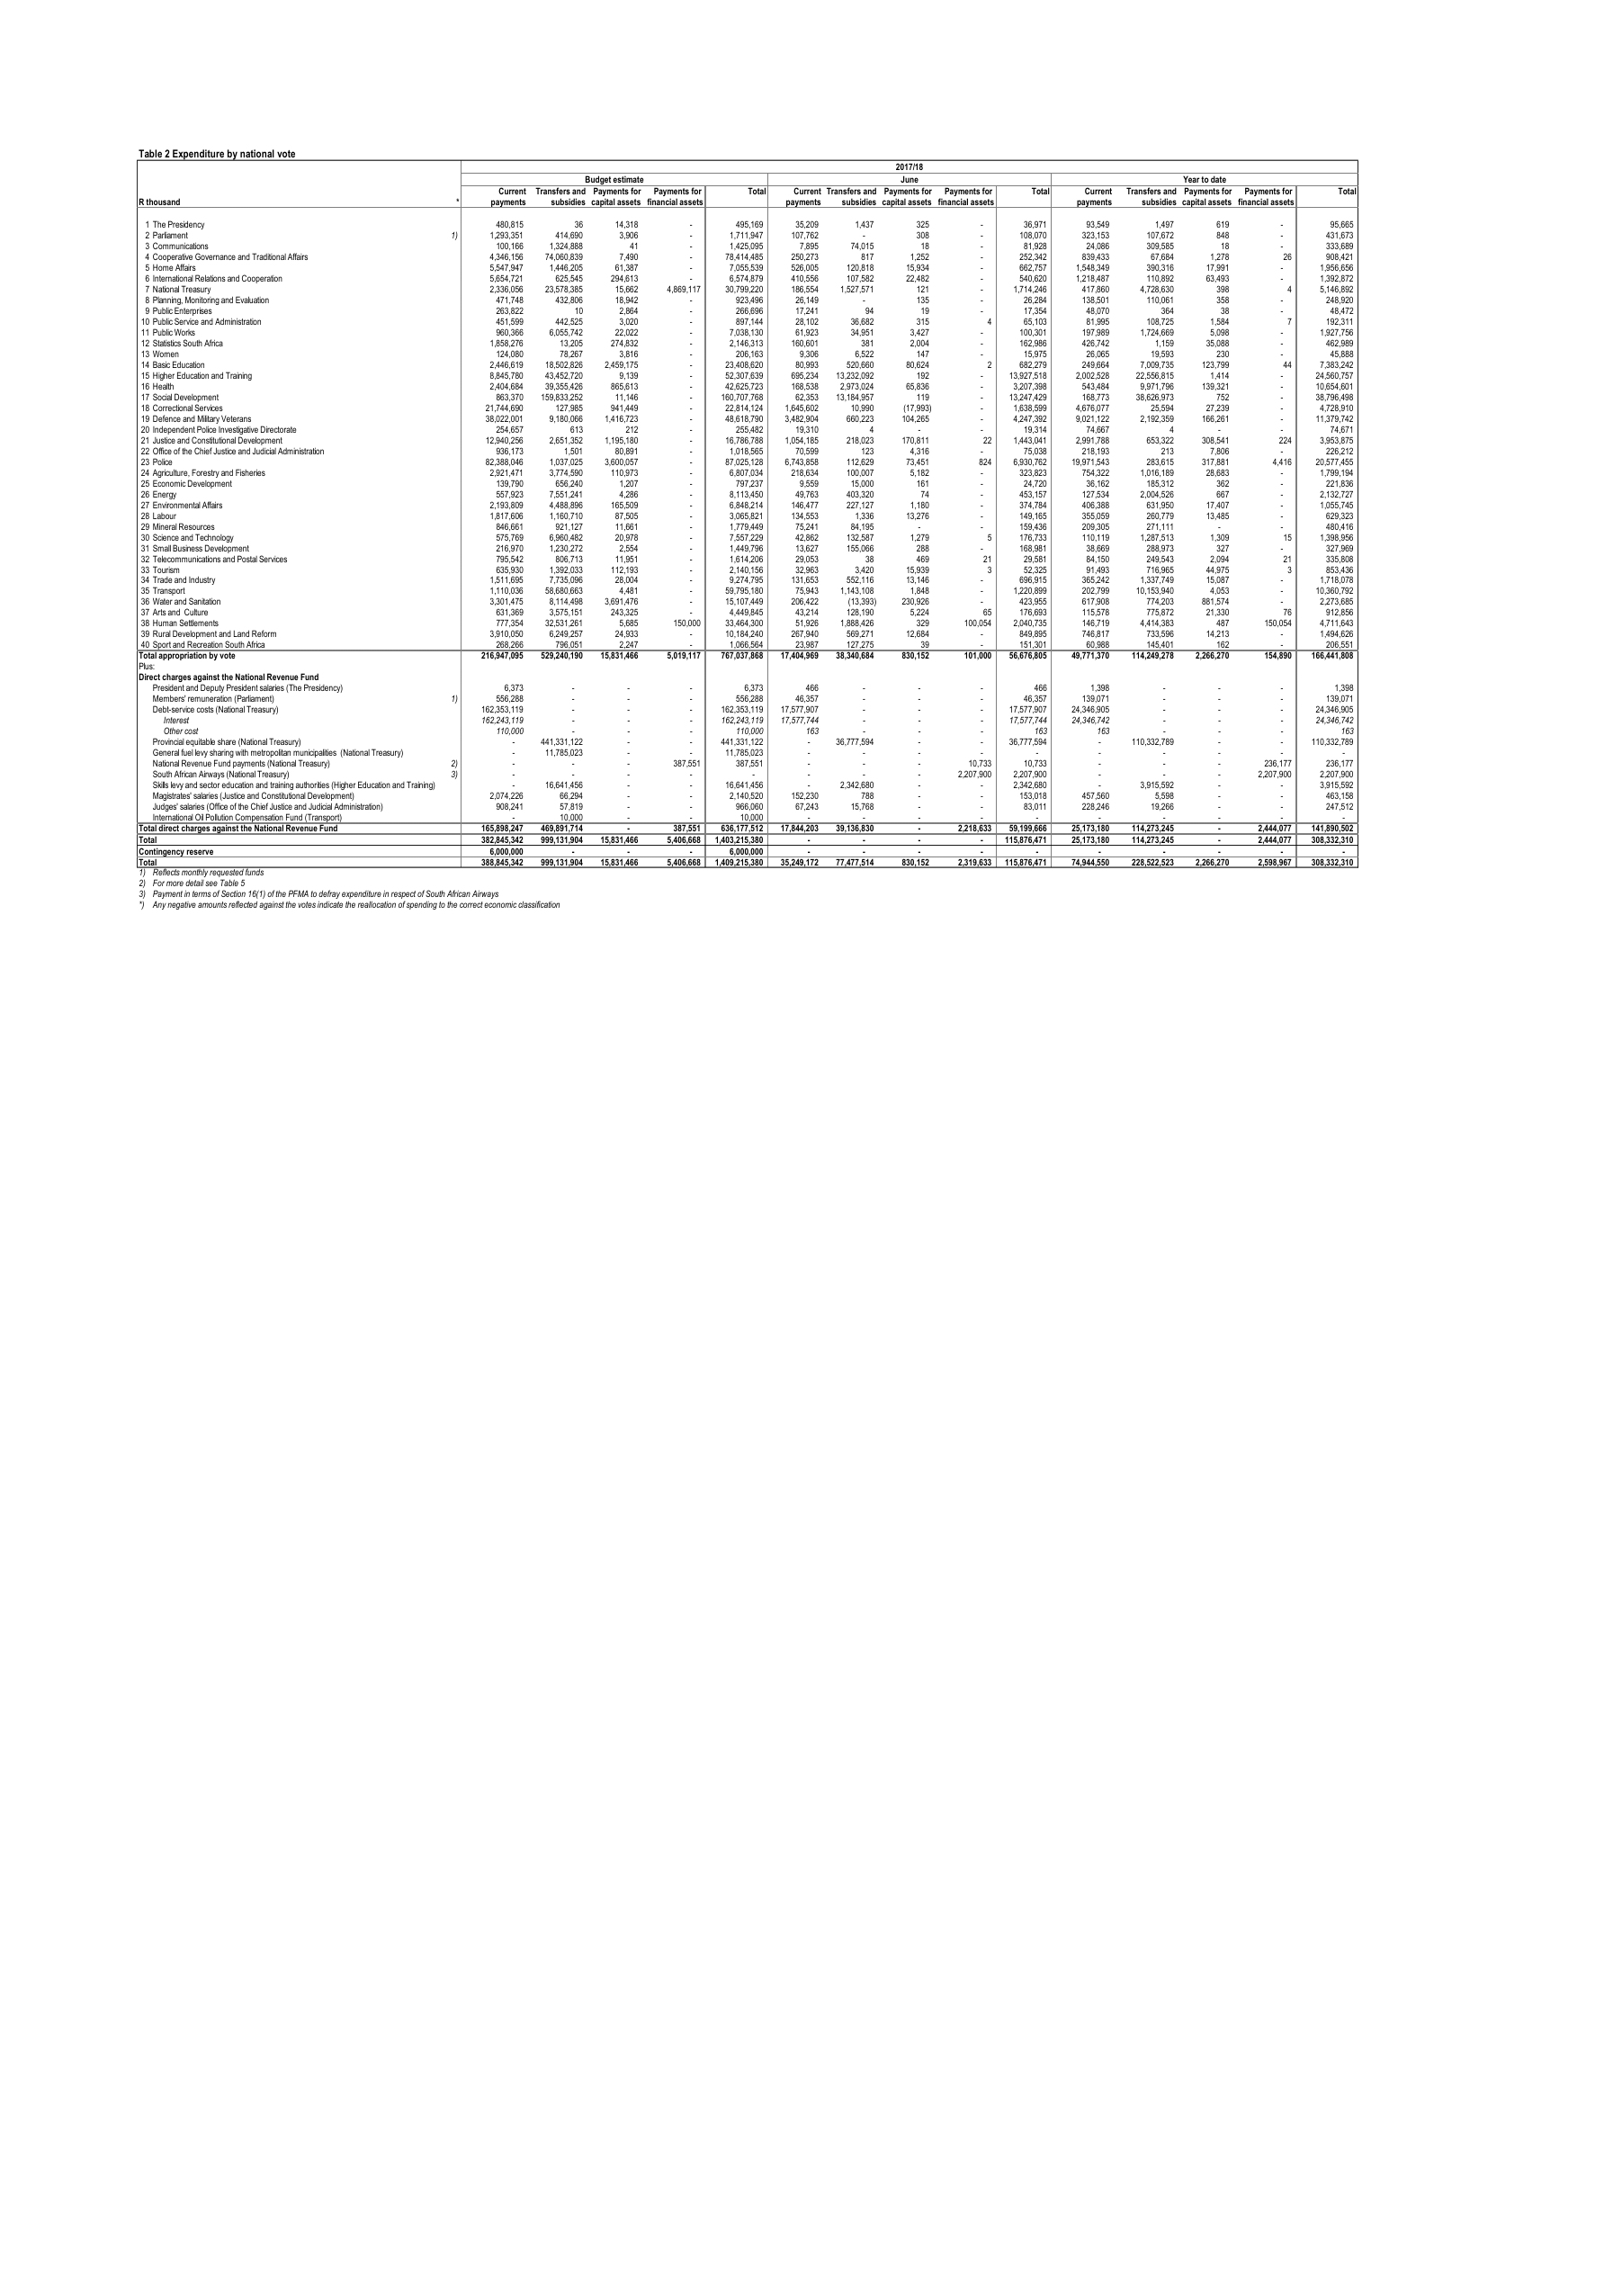 Table 2 Expenditure by national vote
2017/18
Budget estimate June Year to date
Current Transfers and Payments for Payments for Total Current Transfers and Payments for Payments for Total Current Transfers and Payments for Payments for Total
R thousand * payments subsidies capital assets financial assets payments subsidies capital assets financial assets payments subsidies capital assets financial assets
1 The Presidency 480,815 36 14,318 - 495,169 35,209 1,437 325 - 36,971 93,549 1,497 619 - 95,665
2 Parliament 1) 1,293,351 414,690 3,906 - 1,711,947 107,762 - 308 - 108,070 323,153 107,672 848 - 431,673
3 Communications 100,166 1,324,888 41 - 1,425,095 7,895 74,015 18 - 81,928 24,086 309,585 18 - 333,689
4 Cooperative Governance and Traditional Affairs 4,346,156 74,060,839 7,490 - 78,414,485 250,273 817 1,252 - 252,342 839,433 67,684 1,278 26 908,421
5 Home Affairs 5,547,947 1,446,205 61,387 - 7,055,539 526,005 120,818 15,934 - 662,757 1,548,349 390,316 17,991 - 1,956,656
6 International Relations and Cooperation 5,654,721 625,545 294,613 - 6,574,879 410,556 107,582 22,482 - 540,620 1,218,487 110,892 63,493 - 1,392,872
7 National Treasury 2,336,056 23,578,385 15,662 4,869,117 30,799,220 186,554 1,527,571 121 - 1,714,246 417,860 4,728,630 398 4 5,146,892
8 Planning, Monitoring and Evaluation 471,748 432,806 18,942 - 923,496 26,149 - 135 - 26,284 138,501 110,061 358 - 248,920
9 Public Enterprises 263,822 10 2,864 - 266,696 17,241 94 19 - 17,354 48,070 364 38 - 48,472
10 Public Service and Administration 451,599 442,525 3,020 - 897,144 28,102 36,682 315 4 65,103 81,995 108,725 1,584 7 192,311
11 Public Works 960,366 6,055,742 22,022 - 7,038,130 61,923 34,951 3,427 - 100,301 197,989 1,724,669 5,098 - 1,927,756
12 Statistics South Africa 1,858,276 13,205 274,832 - 2,146,313 160,601 381 2,004 - 162,986 426,742 1,159 35,088 - 462,989
13 Women 124,080 78,267 3,816 - 206,163 9,306 6,522 147 - 15,975 26,065 19,593 230 - 45,888
14 Basic Education 2,446,619 18,502,826 2,459,175 - 23,408,620 80,993 520,660 80,624 2 682,279 249,664 7,009,735 123,799 44 7,383,242
15 Higher Education and Training 8,845,780 43,452,720 9,139 - 52,307,639 695,234 13,232,092 192 - 13,927,518 2,002,528 22,556,815 1,414 - 24,560,757
16 Health 2,404,684 39,355,426 865,613 - 42,625,723 168,538 2,973,024 65,836 - 3,207,398 543,484 9,971,796 139,321 - 10,654,601
17 Social Development 863,370 159,833,252 11,146 - 160,707,768 62,353 13,184,957 119 - 13,247,429 168,773 38,626,973 752 - 38,796,498
18 Correctional Services 21,744,690 127,985 941,449 - 22,814,124 1,645,602 10,990 (17,993) - 1,638,599 4,676,077 25,594 27,239 - 4,728,910
19 Defence and Military Veterans 38,022,001 9,180,066 1,416,723 - 48,618,790 3,482,904 660,223 104,265 - 4,247,392 9,021,122 2,192,359 166,261 - 11,379,742
20 Independent Police Investigative Directorate 254,657 613 212 - 255,482 19,310 4 - - 19,314 74,667 4 - - 74,671
21 Justice and Constitutional Development 12,940,256 2,651,352 1,195,180 - 16,786,788 1,054,185 218,023 170,811 22 1,443,041 2,991,788 653,322 308,541 224 3,953,875
22 Office of the Chief Justice and Judicial Administration 936,173 1,501 80,891 - 1,018,565 70,599 123 4,316 - 75,038 218,193 213 7,806 - 226,212
23 Police 82,388,046 1,037,025 3,600,057 - 87,025,128 6,743,858 112,629 73,451 824 6,930,762 19,971,543 283,615 317,881 4,416 20,577,455
24 Agriculture, Forestry and Fisheries 2,921,471 3,774,590 110,973 - 6,807,034 218,634 100,007 5,182 - 323,823 754,322 1,016,189 28,683 - 1,799,194
25 Economic Development 139,790 656,240 1,207 - 797,237 9,559 15,000 161 - 24,720 36,162 185,312 362 - 221,836
26 Energy 557,923 7,551,241 4,286 - 8,113,450 49,763 403,320 74 - 453,157 127,534 2,004,526 667 - 2,132,727
27 Environmental Affairs 2,193,809 4,488,896 165,509 - 6,848,214 146,477 227,127 1,180 - 374,784 406,388 631,950 17,407 - 1,055,745
28 Labour 1,817,606 1,160,710 87,505 - 3,065,821 134,553 1,336 13,276 - 149,165 355,059 260,779 13,485 - 629,323
29 Mineral Resources 846,661 921,127 11,661 - 1,779,449 75,241 84,195 - - 159,436 209,305 271,111 - - 480,416
30 Science and Technology 575,769 6,960,482 20,978 - 7,557,229 42,862 132,587 1,279 5 176,733 110,119 1,287,513 1,309 15 1,398,956
31 Small Business Development 216,970 1,230,272 2,554 - 1,449,796 13,627 155,066 288 - 168,981 38,669 288,973 327 - 327,969
32 Telecommunications and Postal Services 795,542 806,713 11,951 - 1,614,206 29,053 38 469 21 29,581 84,150 249,543 2,094 21 335,808
33 Tourism 635,930 1,392,033 112,193 - 2,140,156 32,963 3,420 15,939 3 52,325 91,493 716,965 44,975 3 853,436
34 Trade and Industry 1,511,695 7,735,096 28,004 - 9,274,795 131,653 552,116 13,146 - 696,915 365,242 1,337,749 15,087 - 1,718,078
35 Transport 1,110,036 58,680,663 4,481 - 59,795,180 75,943 1,143,108 1,848 - 1,220,899 202,799 10,153,940 4,053 - 10,360,792
36 Water and Sanitation 3,301,475 8,114,498 3,691,476 - 15,107,449 206,422 (13,393) 230,926 - 423,955 617,908 774,203 881,574 - 2,273,685
37 Arts and Culture 631,369 3,575,151 243,325 - 4,449,845 43,214 128,190 5,224 65 176,693 115,578 775,872 21,330 76 912,856
38 Human Settlements 777,354 32,531,261 5,685 150,000 33,464,300 51,926 1,888,426 329 100,054 2,040,735 146,719 4,414,383 487 150,054 4,711,643
39 Rural Development and Land Reform 3,910,050 6,249,257 24,933 - 10,184,240 267,940 569,271 12,684 - 849,895 746,817 733,596 14,213 - 1,494,626
40 Sport and Recreation South Africa 268,266 796,051 2,247 - 1,066,564 23,987 127,275 39 - 151,301 60,988 145,401 162 - 206,551
Total appropriation by vote 216,947,095 529,240,190 15,831,466 5,019,117 767,037,868 17,404,969 38,340,684 830,152 101,000 56,676,805 49,771,370 114,249,278 2,266,270 154,890 166,441,808
Plus:
Direct charges against the National Revenue Fund
President and Deputy President salaries (The Presidency) 6,373 - - - 6,373 466 - - - 466 1,398 - - - 1,398
Members' remuneration (Parliament) 1) 556,288 - - - 556,288 46,357 - - - 46,357 139,071 - - - 139,071
Debt-service costs (National Treasury) 162,353,119 - - - 162,353,119 17,577,907 - - - 17,577,907 24,346,905 - - - 24,346,905
Interest 162,243,119 - - - 162,243,119 17,577,744 - - - 17,577,744 24,346,742 - - - 24,346,742
Other cost 110,000 - - - 110,000 163 - - - 163 163 - - - 163
Provincial equitable share (National Treasury) - 441,331,122 - - 441,331,122 - 36,777,594 - - 36,777,594 - 110,332,789 - - 110,332,789
General fuel levy sharing with metropolitan municipalities (National Treasury) - 11,785,023 - - 11,785,023 - - - - - - - - - -
National Revenue Fund payments (National Treasury) 2) - - - 387,551 387,551 - - - 10,733 10,733 - - - 236,177 236,177
South African Airways (National Treasury) 3) - - - - - - - - 2,207,900 2,207,900 - - - 2,207,900 2,207,900
Skills levy and sector education and training authorities (Higher Education and Training) - 16,641,456 - - 16,641,456 - 2,342,680 - - 2,342,680 - 3,915,592 - - 3,915,592
Magistrates' salaries (Justice and Constitutional Development) 2,074,226 66,294 - - 2,140,520 152,230 788 - - 153,018 457,560 5,598 - - 463,158
Judges' salaries (Office of the Chief Justice and Judicial Administration) 908,241 57,819 - - 966,060 67,243 15,768 - - 83,011 228,246 19,266 - - 247,512
International Oil Pollution Compensation Fund (Transport) - 10,000 - - 10,000 - - - - - - - - - -
Total direct charges against the National Revenue Fund 165,898,247 469,891,714 - 387,551 636,177,512 17,844,203 39,136,830 - 2,218,633 59,199,666 25,173,180 114,273,245 - 2,444,077 141,890,502
Total 382,845,342 999,131,904 15,831,466 5,406,668 1,403,215,380 - - - - 115,876,471 25,173,180 114,273,245 - 2,444,077 308,332,310
Contingency reserve 6,000,000 - - - 6,000,000 - - - - - - - - - -
Total 388,845,342 999,131,904 15,831,466 5,406,668 1,409,215,380 35,249,172 77,477,514 830,152 2,319,633 115,876,471 74,944,550 228,522,523 2,266,270 2,598,967 308,332,310
1) Reflects monthly requested funds
2) For more detail see Table 5
3) Payment in terms of Section 16(1) of the PFMA to defray expenditure in respect of South African Airways
*) Any negative amounts reflected against the votes indicate the reallocation of spending to the correct economic classification